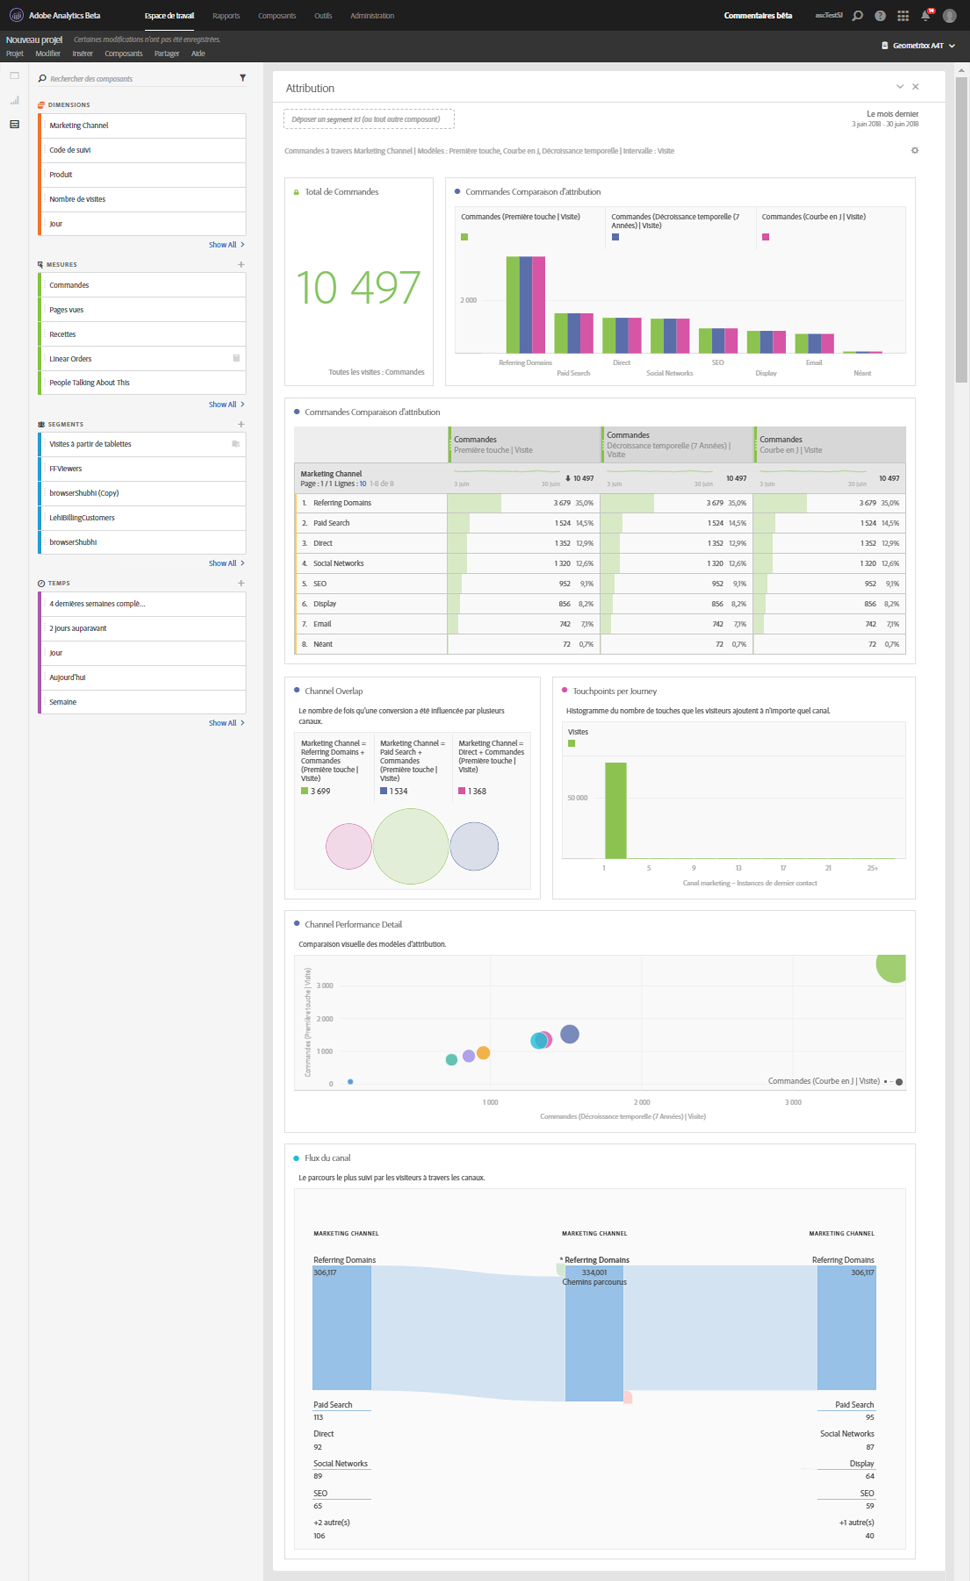 Adobe Analytics Beta
Espace de travail
Rapports
Composants
Outils
Administration
Commentaires bêta
Nouveau projet
Certaines modifications n'ont pas été enregistrées.
Projet
Modifier
Insérer
Composants
Partager
Aide
Geometrixx A4T
Rechercher des composants
DIMENSIONS
Marketing Channel
Code de suivi
Produit
Nombre de visites
Jour
Show All
MESURES
Commandes
Pages vues
Recettes
Linear Orders
People Talking About This
Show All
SEGMENTS
Visites à partir de tablettes
FFViewers
browserShubhi (Copy)
LehiBillingCustomers
browserShubhi
Show All
TEMPS
4 dernières semaines complè...
2 jours auparavant
Jour
Aujourd'hui
Semaine
Show All
Attribution
Déposer un segment ici (ou tout autre composant)
Le mois dernier
3 juin 2018 - 30 juin 2018
Commandes à travers Marketing Channel | Modèles : Première touche, Courbe en J, Décroissance temporelle | Intervalle : Visite
Total de Commandes
10 497
Toutes les visites : Commandes
Commandes Comparaison d'attribution
Commandes (Première touche | Visite)
Commandes (Décroissance temporelle (7 Années) | Visite)
Commandes (Courbe en J | Visite)
2 000
Referring Domains
Paid Search
Direct
Social Networks
SEO
Display
Email
Néant
Commandes Comparaison d'attribution
Commandes
Première touche | Visite
Commandes
Décroissance temporelle (7 Années) |
Visite
Commandes
Courbe en J | Visite
Marketing Channel
Page : 1 / 1 Lignes : 10 1-8 de 8
3 juin 30 juin 10 497
3 juin 30 juin 10 497
3 juin 30 juin 10 497
1. Referring Domains 3 679 35,0% 3 679 35,0% 3 679 35,0%
2. Paid Search 1 524 14,5% 1 524 14,5% 1 524 14,5%
3. Direct 1 352 12,9% 1 352 12,9% 1 352 12,9%
4. Social Networks 1 320 12,6% 1 320 12,6% 1 320 12,6%
5. SEO 952 9,1% 952 9,1% 952 9,1%
6. Display 856 8,2% 856 8,2% 856 8,2%
7. Email 742 7,1% 742 7,1% 742 7,1%
8. Néant 72 0,7% 72 0,7% 72 0,7%
Channel Overlap
Le nombre de fois qu'une conversion a été influencée par plusieurs
canaux.
Marketing Channel =
Referring Domains +
Commandes
(Première touche |
Visite)
3 699
Marketing Channel =
Paid Search +
Commandes
(Première touche |
Visite)
1 534
Marketing Channel =
Direct + Commandes
(Première touche |
Visite)
1 368
Touchpoints per Journey
Histogramme du nombre de touches que les visiteurs ajoutent à n'importe quel canal.
Visites
50 000
1
5
9
13
17
21
25+
Canal marketing – Instances de dernier contact
Channel Performance Detail
Comparaison visuelle des modèles d'attribution.
Commandes (Première touche | Visite)
3 000
2 000
1 000
0
Commandes (Courbe en J | Visite)
1 000
2 000
3 000
Commandes (Décroissance temporelle (7 Années) | Visite)
Flux du canal
Le parcours le plus suivi par les visiteurs à travers les canaux.
MARKETING CHANNEL
MARKETING CHANNEL
MARKETING CHANNEL
Referring Domains
306,117
* Referring Domains
334,001
Chemins parcourus
Referring Domains
306,117
Paid Search
113
Direct
92
Social Networks
89
SEO
65
+2 autre(s)
106
Paid Search
95
Social Networks
87
Display
64
SEO
59
+1 autre(s)
40